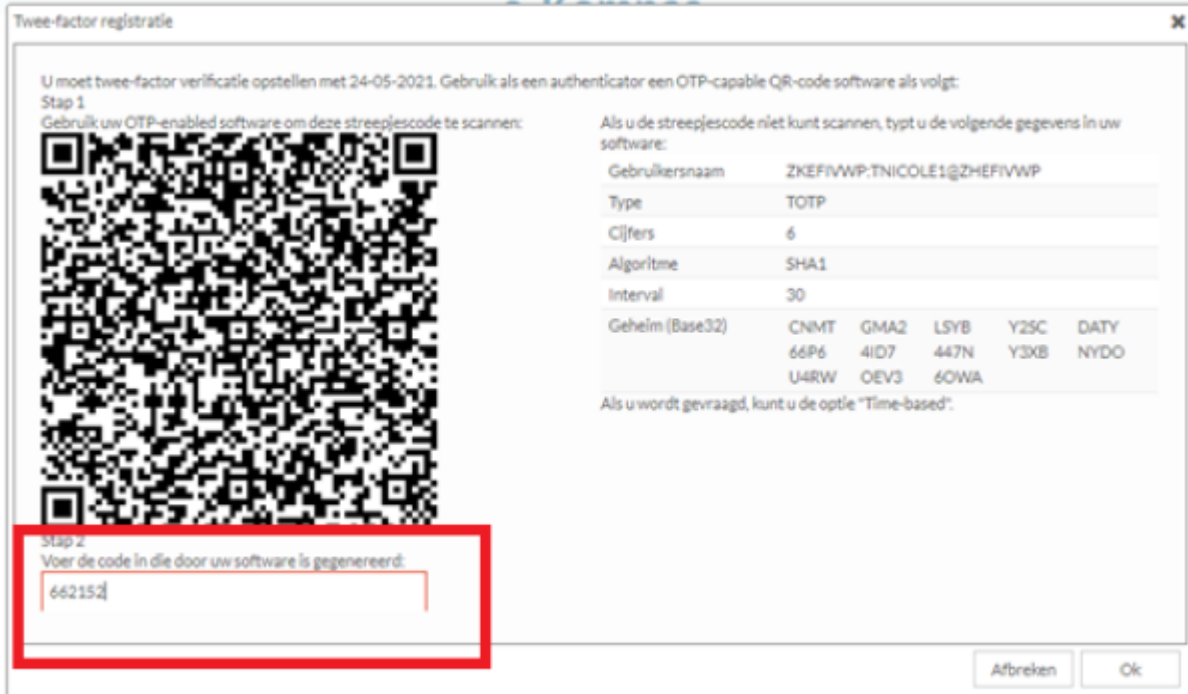 Twee-factor registratie
U moet twee-factor verificatie opstellen met 24-05-2021. Gebruik als een authenticator een OTP-capable QR-code software als volgt:
Stap 1
Gebruik uw OTP-enabled software om deze streepjescode te scannen:
Als u de streepjescode niet kunt scannen, typt u de volgende gegevens in uw
software:
Gebruikersnaam ZKEFIVWP:TNICOLE1@ZHEFIVWP
Type TOTP
Cijfers 6
Algoritme SHA1
Interval 30
Geheim (Base32) CNMT GMA2 LSYB Y2SC DATY
66P6 4ID7 447N Y3XB NYDO
U4RW OEV3 6OWA
Als u wordt gevraagd, kunt u de optie "Time-based".
Stap 2
Voer de code in die door uw software is gegenereerd:
662152
Afbreken Ok